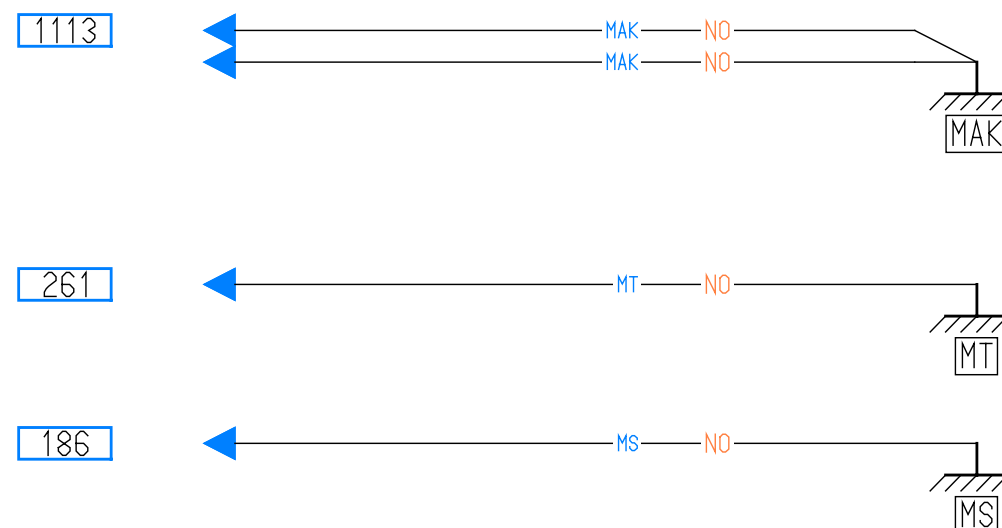 1113 MAK NO
MAK NO
MAK
261 MT NO
MT
186 MS NO
MS